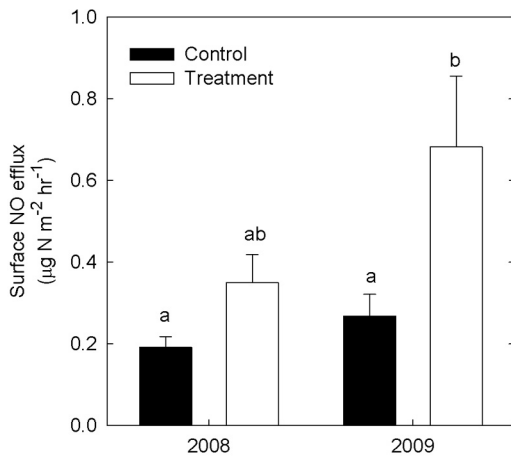 1.0
0.8
0.6
0.4
0.2
0.0
Surface NO efflux
(µg N m⁻² hr⁻¹)
Control
Treatment
a
ab
a
b
2008
2009